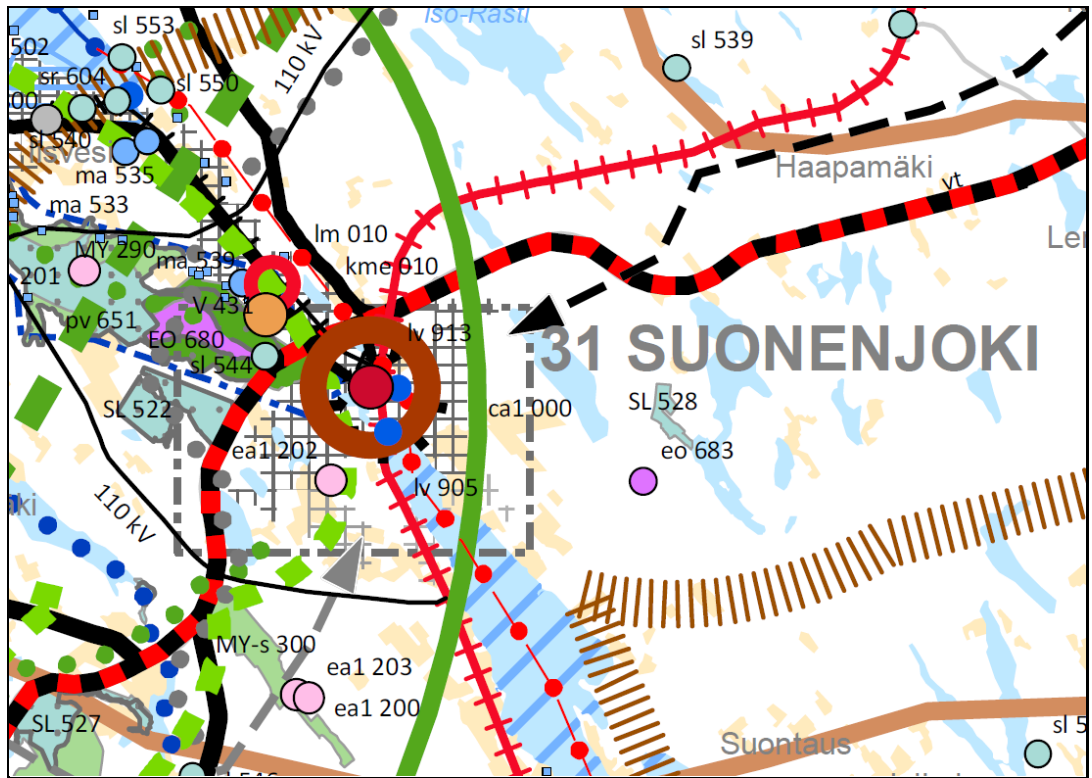 Iso-Rasti
sl 553
sl 539
502
110 kV
sr 604
sl 550
sl 540
Haapamäki
ma 535
vt
ma 533
lm 010
MY 290
ma 539
kme 010
201
V 431
pv 651
EO 680
lv 913
31 SUONENJOKI
sl 544
SL 522
ca1 000
SL 528
ea1 202
eo 683
lv 905
110 kV
MY-s 300
ea1 203
ea1 200
SL 527
Suontaus
sl 5